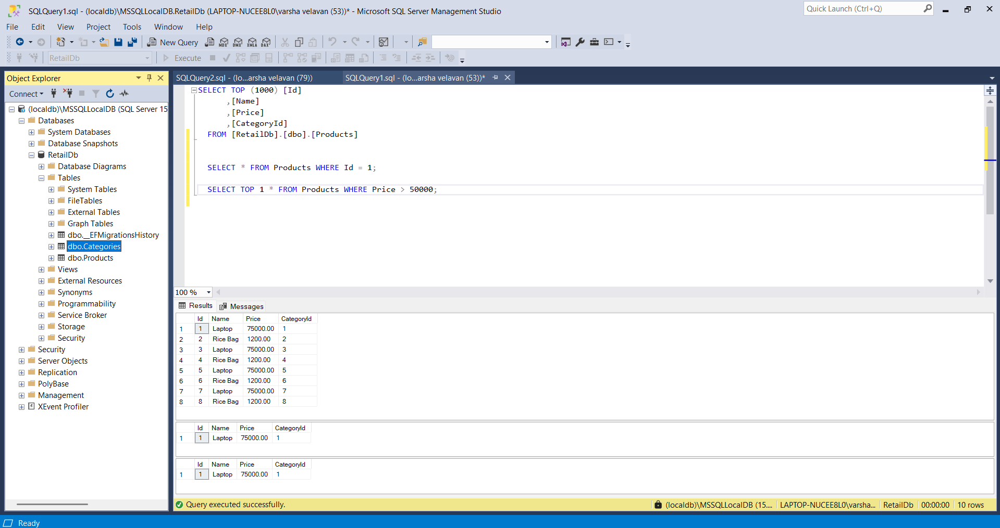 SQLQuery1.sql - (localdb)\MSSQLLocalDB.RetailDb (LAPTOP-NUCEE8L0\varsha velavan (53))* - Microsoft SQL Server Management Studio
Quick Launch (Ctrl+Q)
File Edit View Project Tools Window Help
New Query MDX DMX XMLA DAX
RetailDb Execute
Object Explorer
Connect
(localdb)\MSSQLLocalDB (SQL Server 15
Databases
System Databases
Database Snapshots
RetailDb
Database Diagrams
Tables
System Tables
FileTables
External Tables
Graph Tables
dbo.__EFMigrationsHistory
dbo.Categories
dbo.Products
Views
External Resources
Synonyms
Programmability
Service Broker
Storage
Security
Security
Server Objects
Replication
PolyBase
Management
XEvent Profiler
SQLQuery2.sql - (lo...arsha velavan (79)) SQLQuery1.sql - (lo...arsha velavan (53))*
SELECT TOP (1000) [Id]
,[Name]
,[Price]
,[CategoryId]
FROM [RetailDb].[dbo].[Products]
SELECT * FROM Products WHERE Id = 1;
SELECT TOP 1 * FROM Products WHERE Price > 50000;
100 %
Results Messages
Id Name Price CategoryId
1 1 Laptop 75000.00 1
2 2 Rice Bag 1200.00 2
3 3 Laptop 75000.00 3
4 4 Rice Bag 1200.00 4
5 5 Laptop 75000.00 5
6 6 Rice Bag 1200.00 6
7 7 Laptop 75000.00 7
8 8 Rice Bag 1200.00 8
Id Name Price CategoryId
1 1 Laptop 75000.00 1
Id Name Price CategoryId
1 1 Laptop 75000.00 1
Query executed successfully. (localdb)\MSSQLLocalDB (15.... LAPTOP-NUCEE8L0\varsha... RetailDb 00:00:00 10 rows
Ready